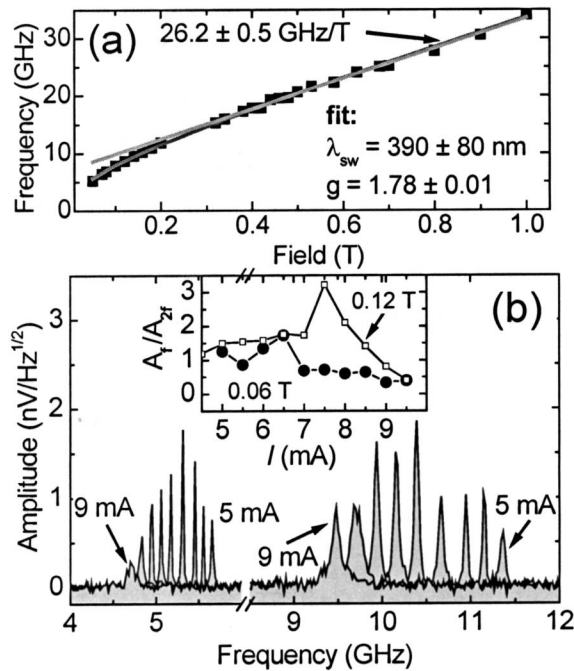 (a)
26.2 ± 0.5 GHz/T
Frequency (GHz)
30
20
10
0
fit:
λsw = 390 ± 80 nm
g = 1.78 ± 0.01
0.2 0.4 0.6 0.8 1.0
Field (T)
(b)
Af/A2f
3
2
1
0
0.12 T
0.06 T
5 6 7 8 9
I (mA)
Amplitude (nV/Hz1/2)
3
2
1
0
9 mA
5 mA
9 mA
5 mA
4 5 9 10 11 12
Frequency (GHz)